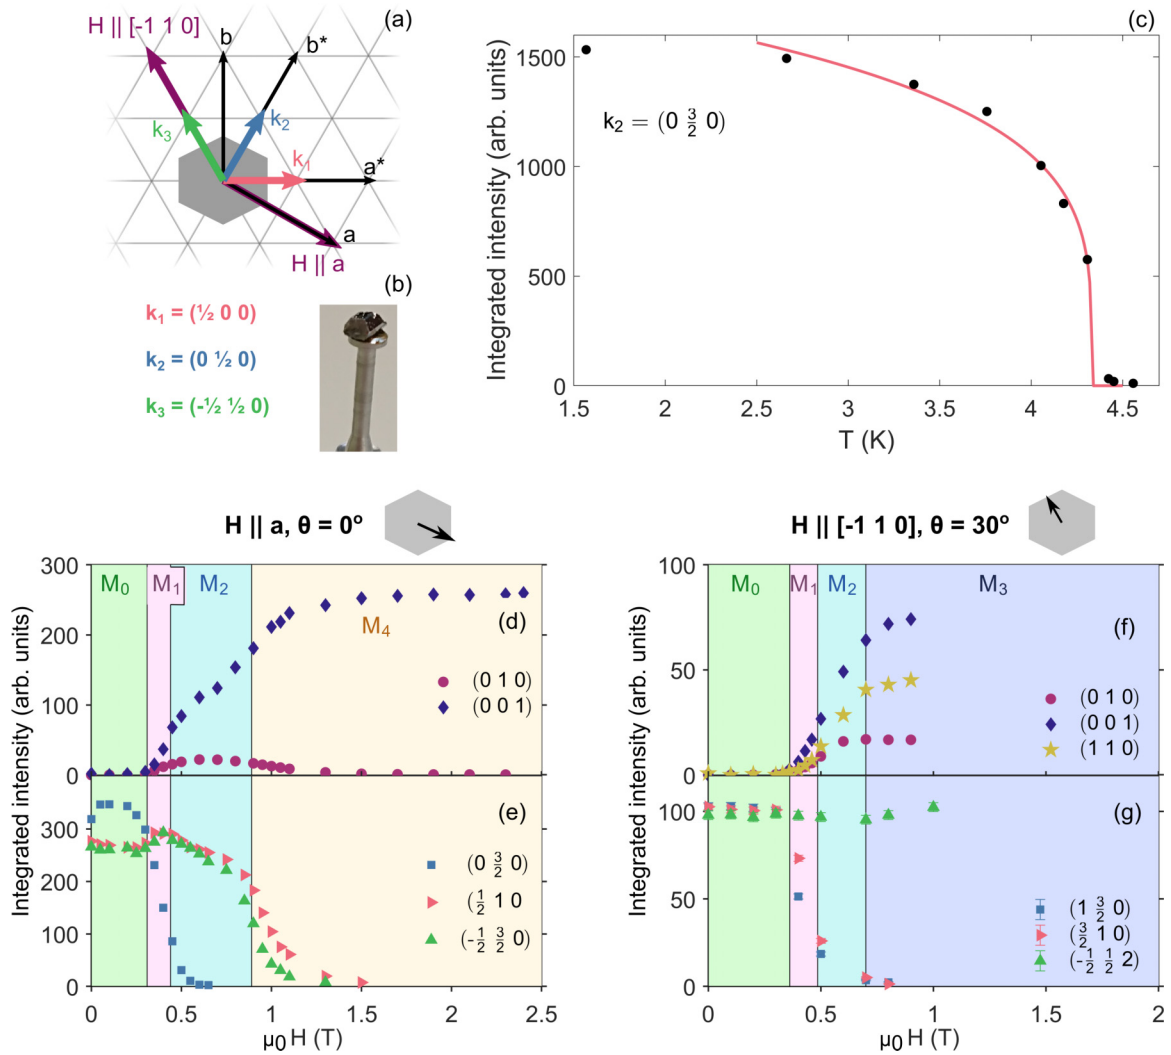 (a)
H || [-1 1 0]
b
b*
k₃
k₂
k₁
a*
a
H || a
k₁ = (½ 0 0)
k₂ = (0 ½ 0)
k₃ = (-½ ½ 0)
(b)
(c)
Integrated intensity (arb. units)
1500
1000
500
0
k₂ = (0 3/2 0)
1.5 2 2.5 3 3.5 4 4.5
T (K)
H || a, θ = 0º
Integrated intensity (arb. units)
300
200
100
0
M₀ M₁ M₂ M₄
(d)
(0 1 0)
(0 0 1)
300
200
100
0
(e)
(0 3/2 0)
(1/2 1 0
(-1/2 3/2 0)
0 0.5 1 1.5 2 2.5
μ₀ H (T)
H || [-1 1 0], θ = 30º
Integrated intensity (arb. units)
100
50
0
M₀ M₁ M₂ M₃
(f)
(0 1 0)
(0 0 1)
(1 1 0)
100
50
0
(g)
(1 3/2 0)
(3/2 1 0)
(-1/2 1/2 2)
0 0.5 1 1.5 2
μ₀ H (T)